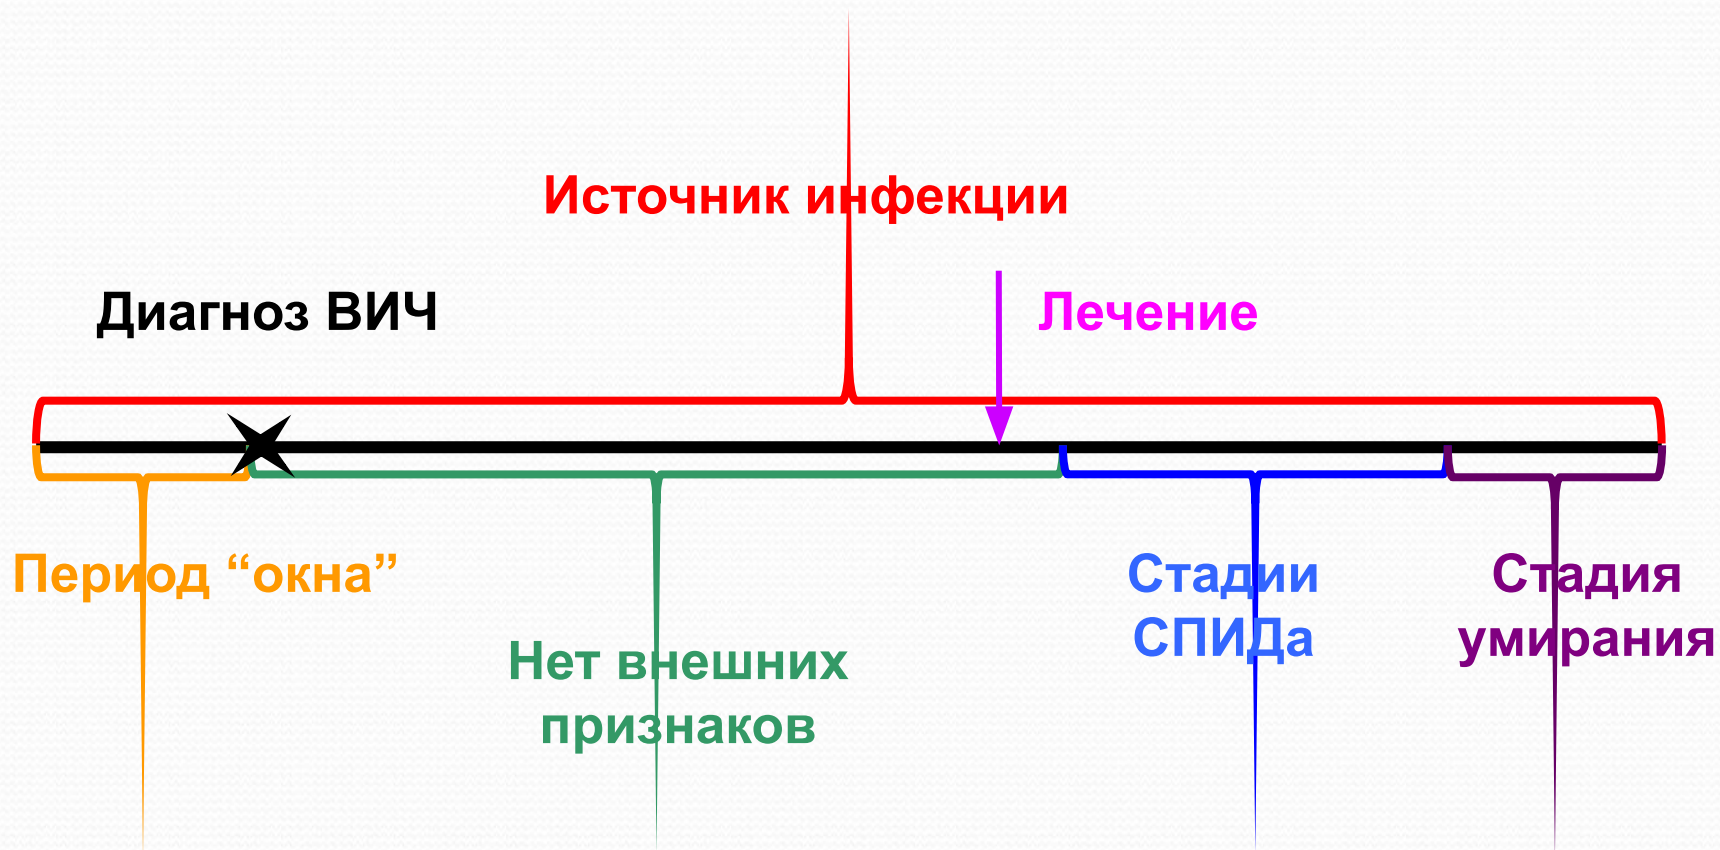 Источник инфекции
Диагноз ВИЧ
Лечение
Период “окна”
Стадии
СПИДа
Стадия
умирания
Нет внешних
признаков